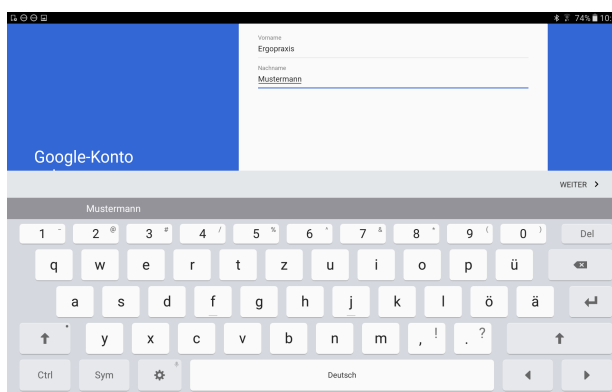 74% 10:
Vorname
Ergopraxis
Nachname
Mustermann
Google-Konto
WEITER >
Mustermann
1 - 2 @ 3 # 4 / 5 % 6 ' 7 & 8 * 9 ( 0 ) Del
q w e r t z u i o p ü
a s d f g h j k l ö ä
y x c v b n m , ! . ?
Ctrl Sym Deutsch